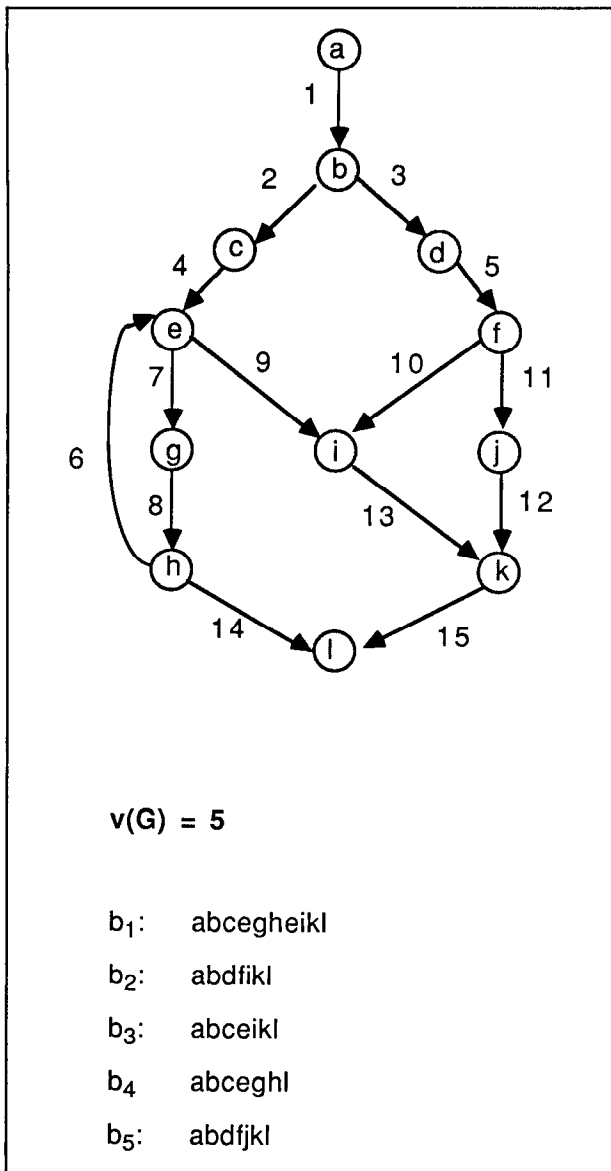 a
1
b
2 3
c d
4 5
e f
9 10
7 11
6 g i j
8 13 12
h k
14 15
l
v(G) = 5
b1: abcegheikl
b2: abdfikl
b3: abceikl
b4 abceghl
b5: abdfjkl